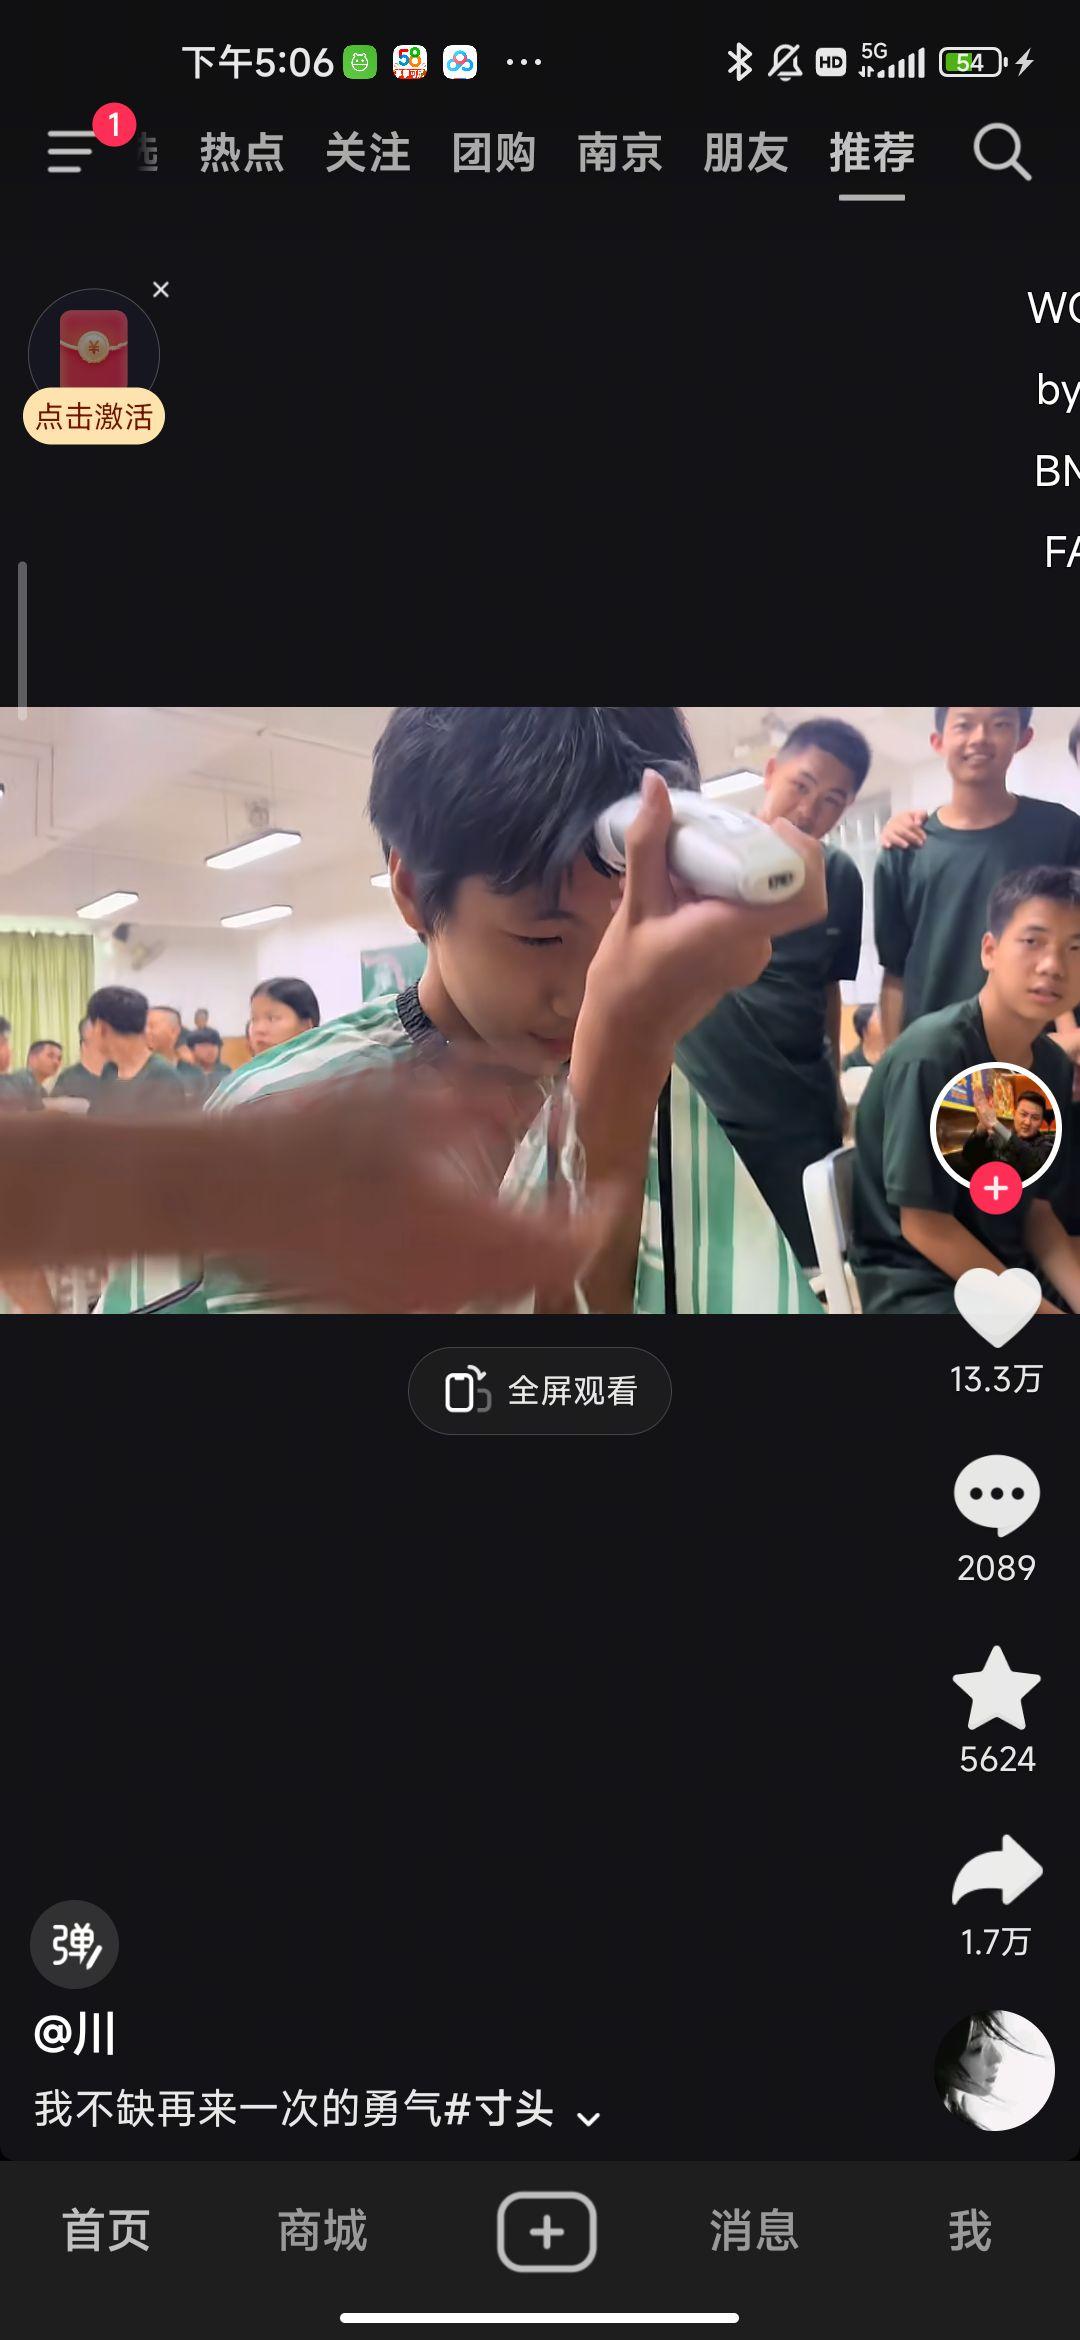 下午5:06 58 ... HD 5G 54
1
选 热点 关注 团购 南京 朋友 推荐
点击激活
WO
by
BN
FA
全屏观看
13.3万
2089
5624
1.7万
弹
@川
我不缺再来一次的勇气#寸头
首页 商城 消息 我